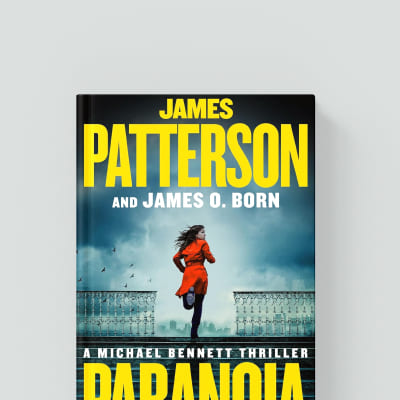 JAMES
PATTERSON
AND JAMES O. BORN
A MICHAEL BENNETT THRILLER
PARANOIA